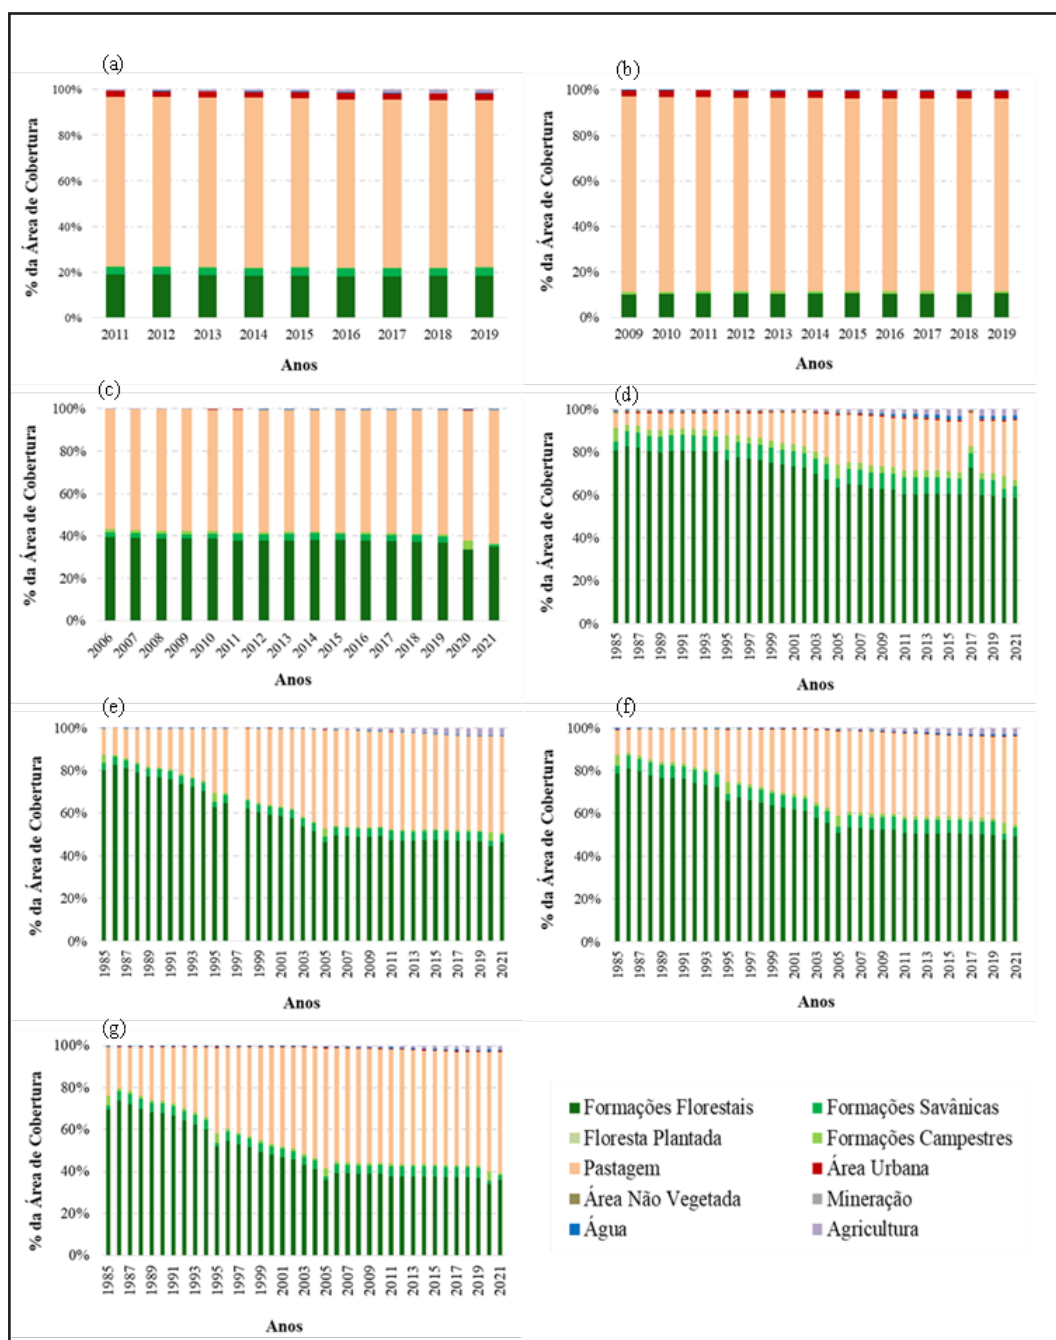 (a)
% da Área de Cobertura
100%
80%
60%
40%
20%
0%
2011 2012 2013 2014 2015 2016 2017 2018 2019
Anos
(b)
% da Área de Cobertura
100%
80%
60%
40%
20%
0%
2009 2010 2011 2012 2013 2014 2015 2016 2017 2018 2019
Anos
(c)
% da Área de Cobertura
100%
80%
60%
40%
20%
0%
2006 2007 2008 2009 2010 2011 2012 2013 2014 2015 2016 2017 2018 2019 2020 2021
Anos
(d)
% da Área de Cobertura
100%
80%
60%
40%
20%
0%
1985 1987 1989 1991 1993 1995 1997 1999 2001 2003 2005 2007 2009 2011 2013 2015 2017 2019 2021
Anos
(e)
% da Área de Cobertura
100%
80%
60%
40%
20%
0%
1985 1987 1989 1991 1993 1995 1997 1999 2001 2003 2005 2007 2009 2011 2013 2015 2017 2019 2021
Anos
(f)
% da Área de Cobertura
100%
80%
60%
40%
20%
0%
1985 1987 1989 1991 1993 1995 1997 1999 2001 2003 2005 2007 2009 2011 2013 2015 2017 2019 2021
Anos
(g)
% da Área de Cobertura
100%
80%
60%
40%
20%
0%
1985 1987 1989 1991 1993 1995 1997 1999 2001 2003 2005 2007 2009 2011 2013 2015 2017 2019 2021
Anos
Formações Florestais Formações Savânicas
Floresta Plantada Formações Campestres
Pastagem Área Urbana
Área Não Vegetada Mineração
Água Agricultura